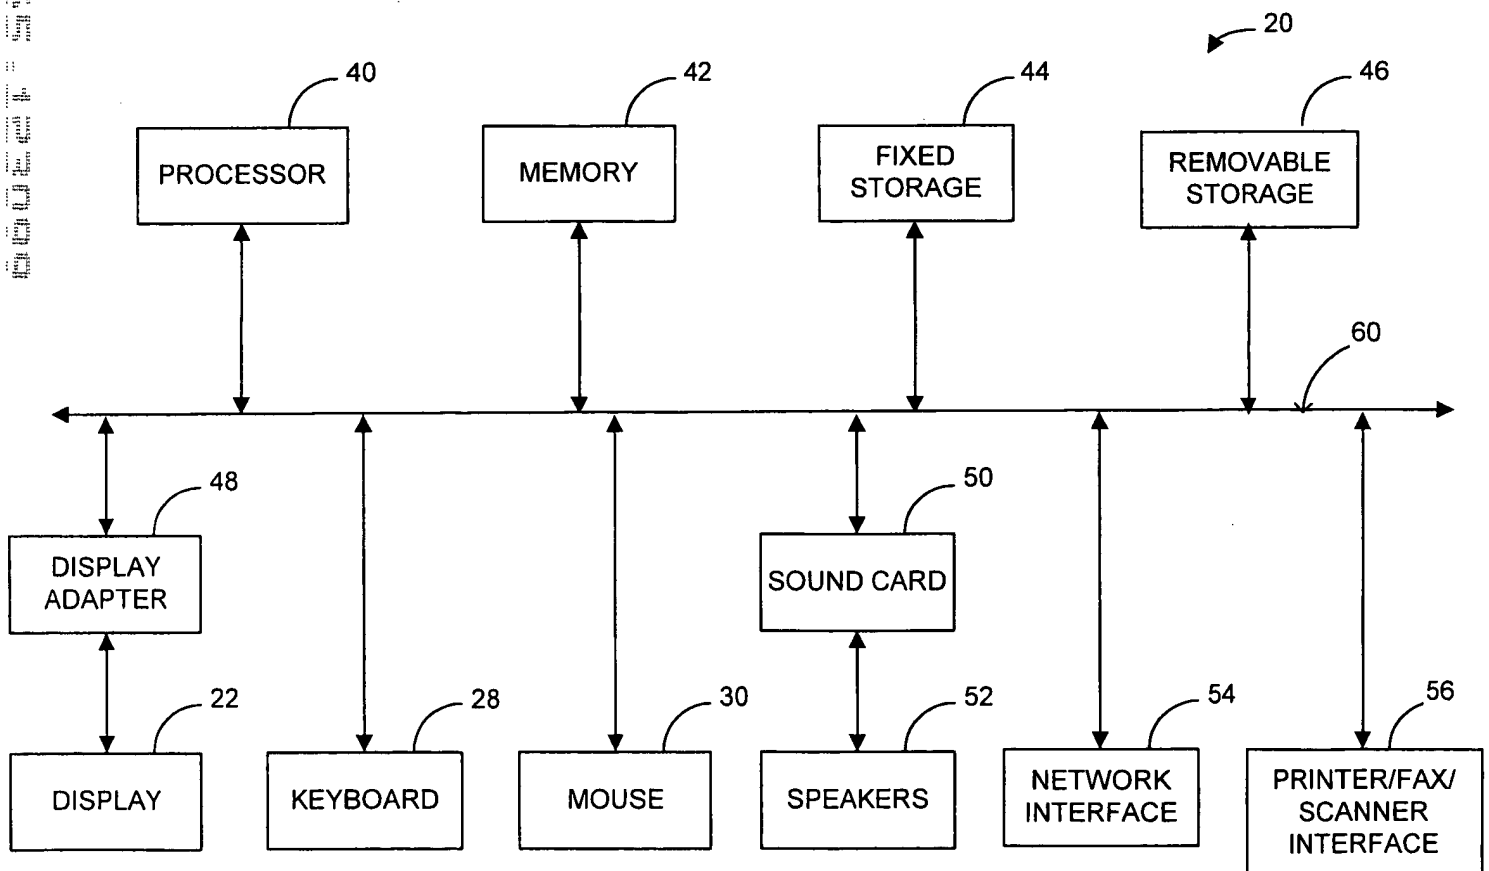 20
40
42
44
46
PROCESSOR
MEMORY
FIXED
STORAGE
REMOVABLE
STORAGE
60
48
50
DISPLAY
ADAPTER
SOUND CARD
22
28
30
52
54
56
DISPLAY
KEYBOARD
MOUSE
SPEAKERS
NETWORK
INTERFACE
PRINTER/FAX/
SCANNER
INTERFACE